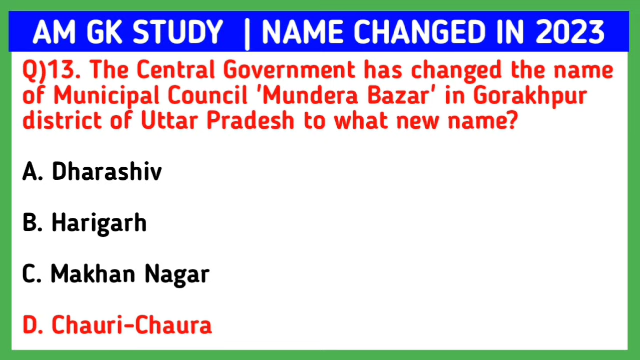 AM GK STUDY | NAME CHANGED IN 2023
Q)13. The Central Government has changed the name
of Municipal Council 'Mundera Bazar' in Gorakhpur
district of Uttar Pradesh to what new name?
A. Dharashiv
B. Harigarh
C. Makhan Nagar
D. Chauri-Chaura